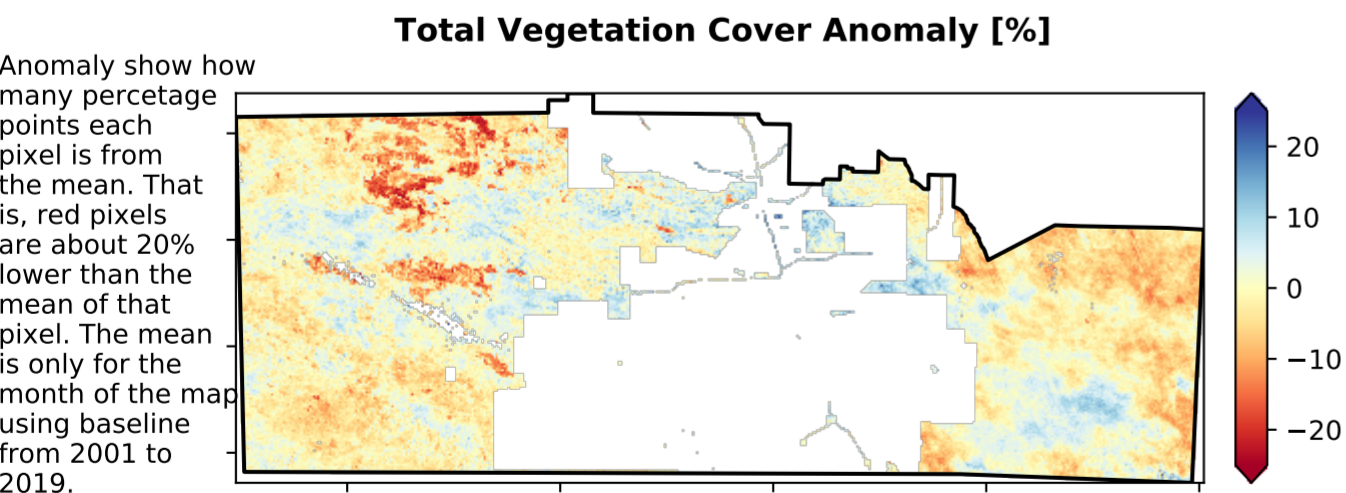 Total Vegetation Cover Anomaly [%]
Anomaly show how
many percetage
points each
pixel is from
the mean. That
is, red pixels
are about 20%
lower than the
mean of that
pixel. The mean
is only for the
month of the map
using baseline
from 2001 to
2019.
20
10
0
−10
−20